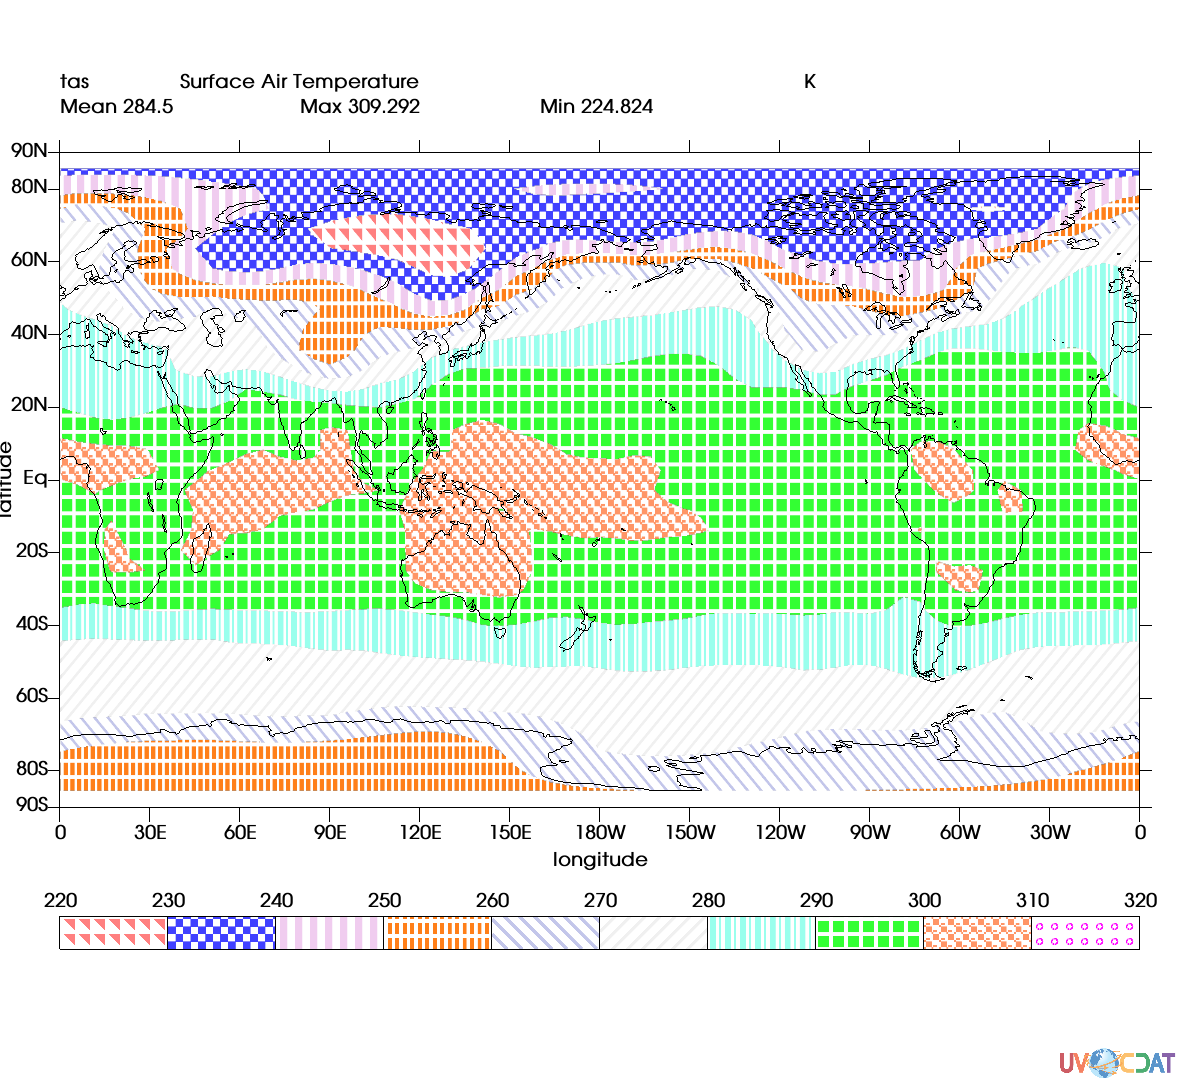 tas Surface Air Temperature K
Mean 284.5 Max 309.292 Min 224.824
90N
80N
60N
40N
20N
Eq
20S
40S
60S
80S
90S
latitude
0 30E 60E 90E 120E 150E 180W 150W 120W 90W 60W 30W 0
longitude
220 230 240 250 260 270 280 290 300 310 320
UV CDAT